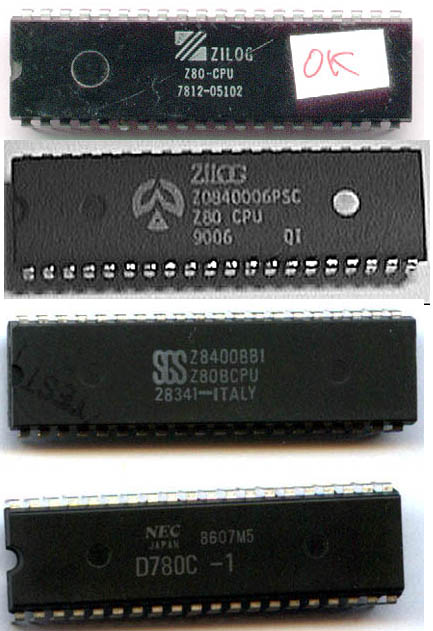 ZILOG
Z80-CPU
7812-05102
OK
ZILOG
Z0840006PSC
Z80 CPU
9006 QI
SGS Z8400BB1
Z80BCPU
28341-ITALY
NEC
JAPAN 8607M5
D780C -1